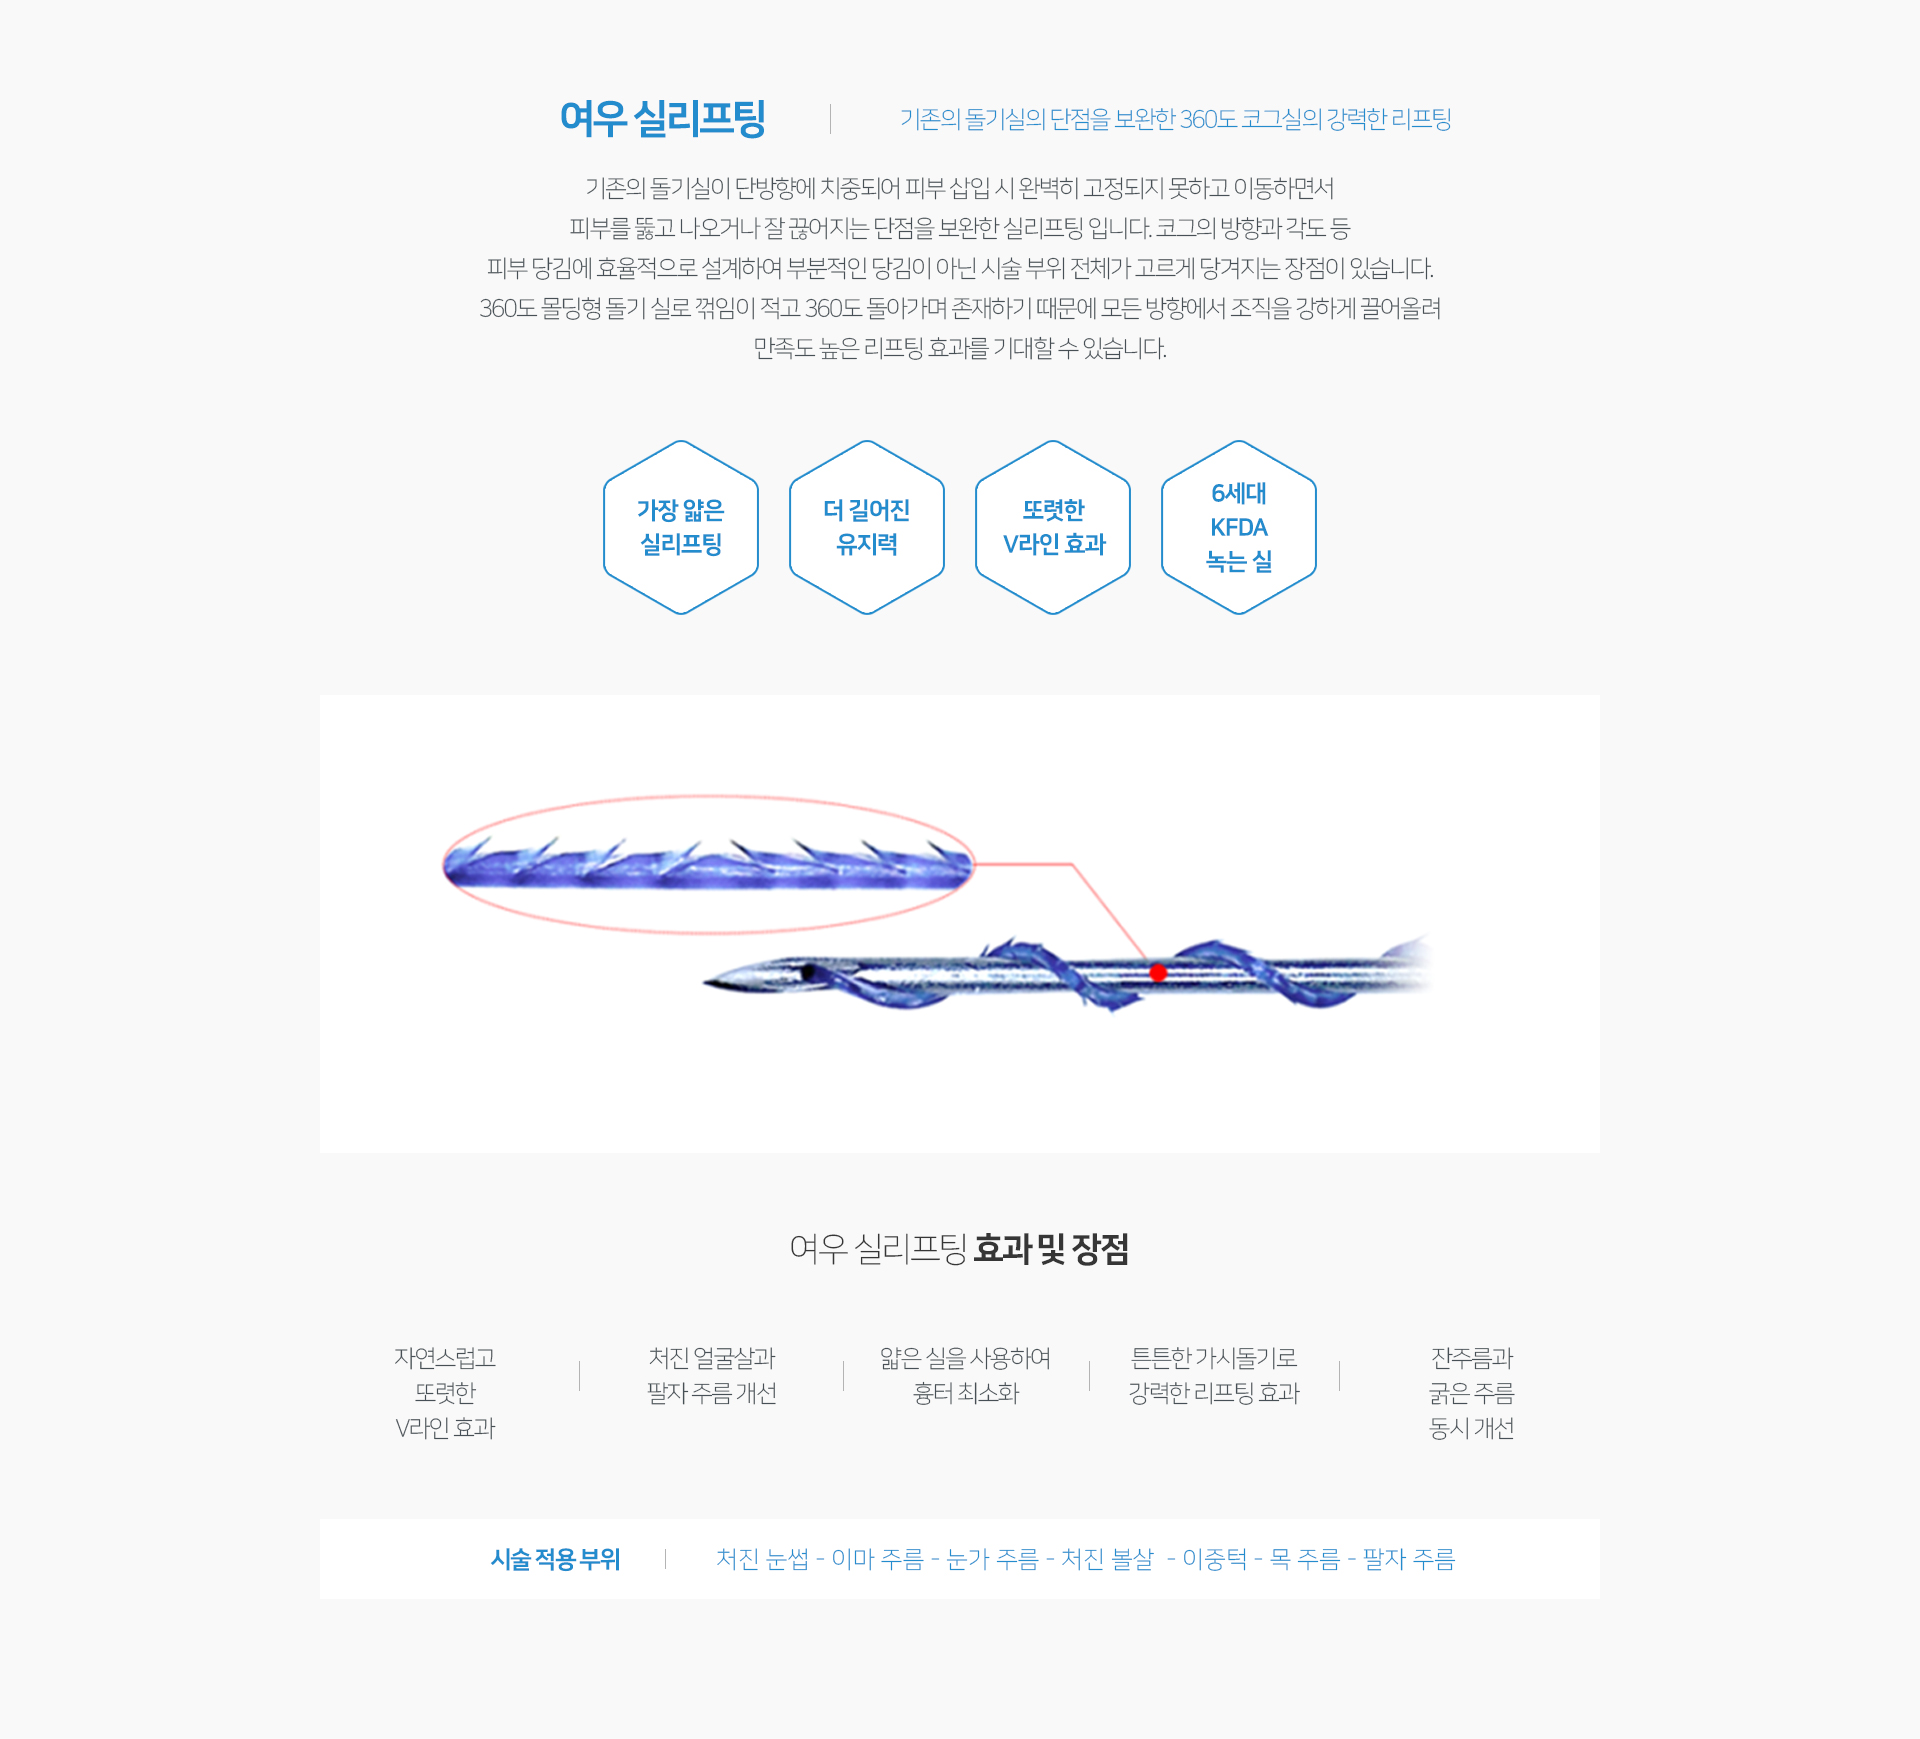 여우 실리프팅
기존의 돌기실의 단점을 보완한 360도 코그실의 강력한 리프팅
기존의 돌기실이 단방향에 치중되어 피부 삽입 시 완벽히 고정되지 못하고 이동하면서
피부를 뚫고 나오거나 잘 끊어지는 단점을 보완한 실리프팅 입니다. 코그의 방향과 각도 등
피부 당김에 효율적으로 설계하여 부분적인 당김이 아닌 시술 부위 전체가 고르게 당겨지는 장점이 있습니다.
360도 몰딩형 돌기 실로 꺾임이 적고 360도 돌아가며 존재하기 때문에 모든 방향에서 조직을 강하게 끌어올려
만족도 높은 리프팅 효과를 기대할 수 있습니다.
가장 얇은
실리프팅
더 길어진
유지력
또렷한
V라인 효과
6세대
KFDA
녹는 실
여우 실리프팅 효과 및 장점
자연스럽고
또렷한
V라인 효과
처진 얼굴살과
팔자 주름 개선
얇은 실을 사용하여
흉터 최소화
튼튼한 가시돌기로
강력한 리프팅 효과
잔주름과
굵은 주름
동시 개선
시술 적용 부위
처진 눈썹 - 이마 주름 - 눈가 주름 - 처진 볼살 - 이중턱 - 목 주름 - 팔자 주름